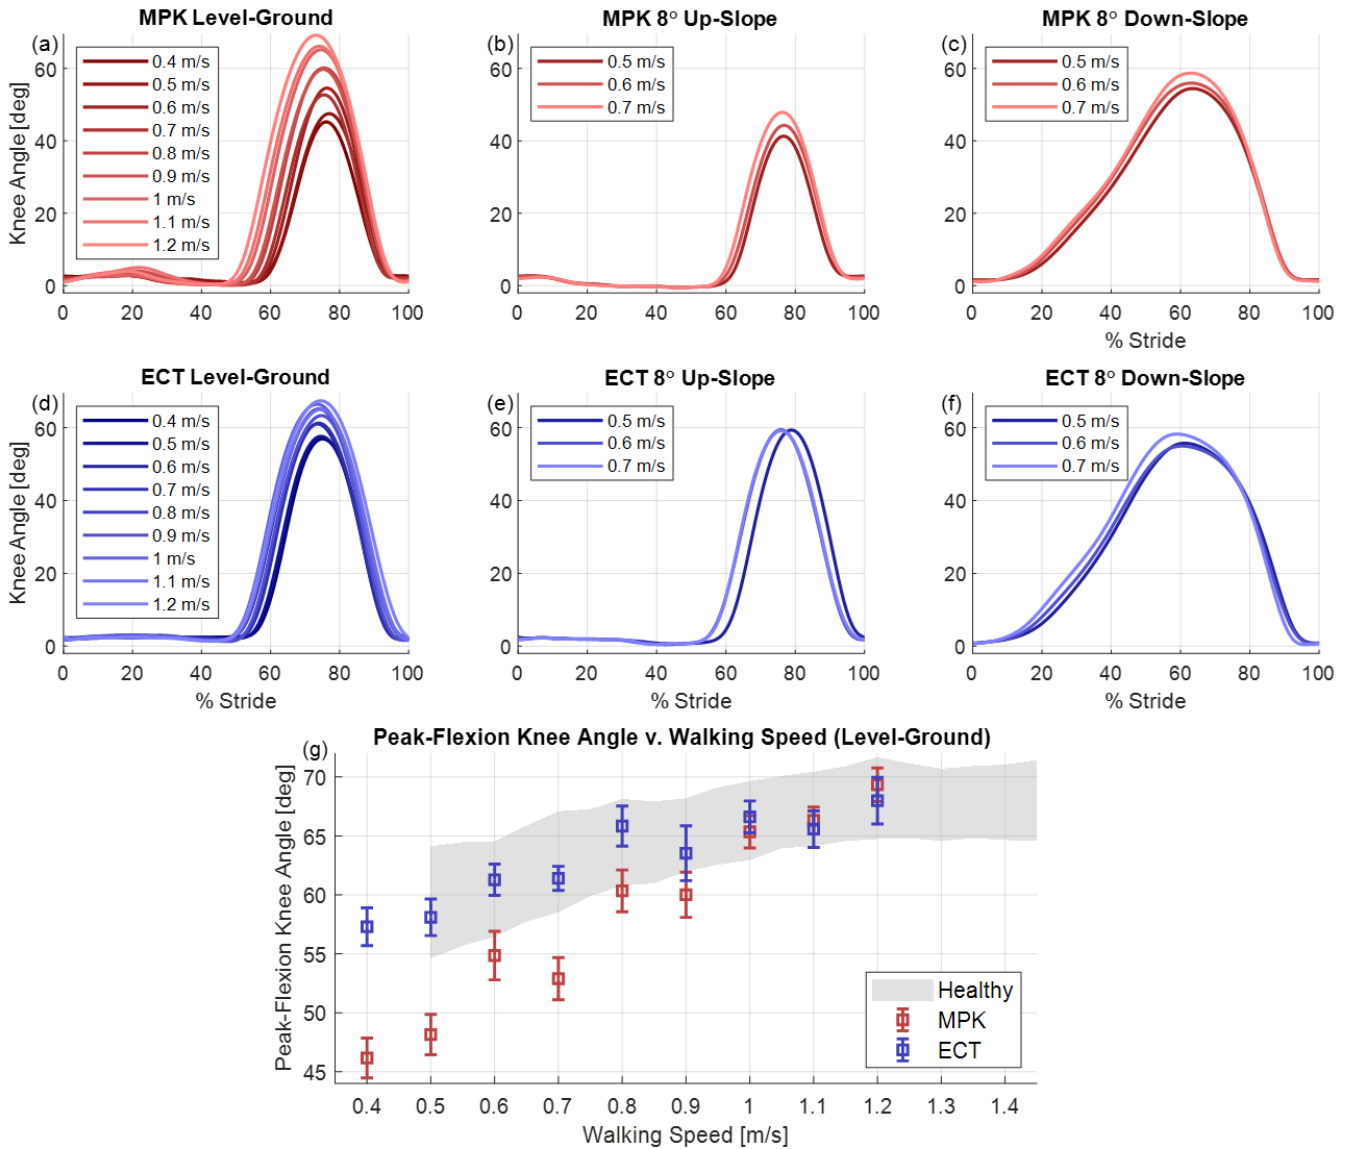 MPK Level-Ground
(a)
0.4 m/s
0.5 m/s
0.6 m/s
0.7 m/s
0.8 m/s
0.9 m/s
1 m/s
1.1 m/s
1.2 m/s
Knee Angle [deg]
60
40
20
0
0 20 40 60 80 100
MPK 8° Up-Slope
(b)
0.5 m/s
0.6 m/s
0.7 m/s
60
40
20
0
0 20 40 60 80 100
MPK 8° Down-Slope
(c)
0.5 m/s
0.6 m/s
0.7 m/s
60
40
20
0
0 20 40 60 80 100
% Stride
ECT Level-Ground
(d)
0.4 m/s
0.5 m/s
0.6 m/s
0.7 m/s
0.8 m/s
0.9 m/s
1 m/s
1.1 m/s
1.2 m/s
Knee Angle [deg]
60
40
20
0
0 20 40 60 80 100
% Stride
ECT 8° Up-Slope
(e)
0.5 m/s
0.6 m/s
0.7 m/s
60
40
20
0
0 20 40 60 80 100
ECT 8° Down-Slope
(f)
0.5 m/s
0.6 m/s
0.7 m/s
60
40
20
0
0 20 40 60 80 100
% Stride
Peak-Flexion Knee Angle v. Walking Speed (Level-Ground)
(g)
Peak-Flexion Knee Angle [deg]
70
65
60
55
50
45
Healthy
MPK
ECT
0.4 0.5 0.6 0.7 0.8 0.9 1 1.1 1.2 1.3 1.4
Walking Speed [m/s]